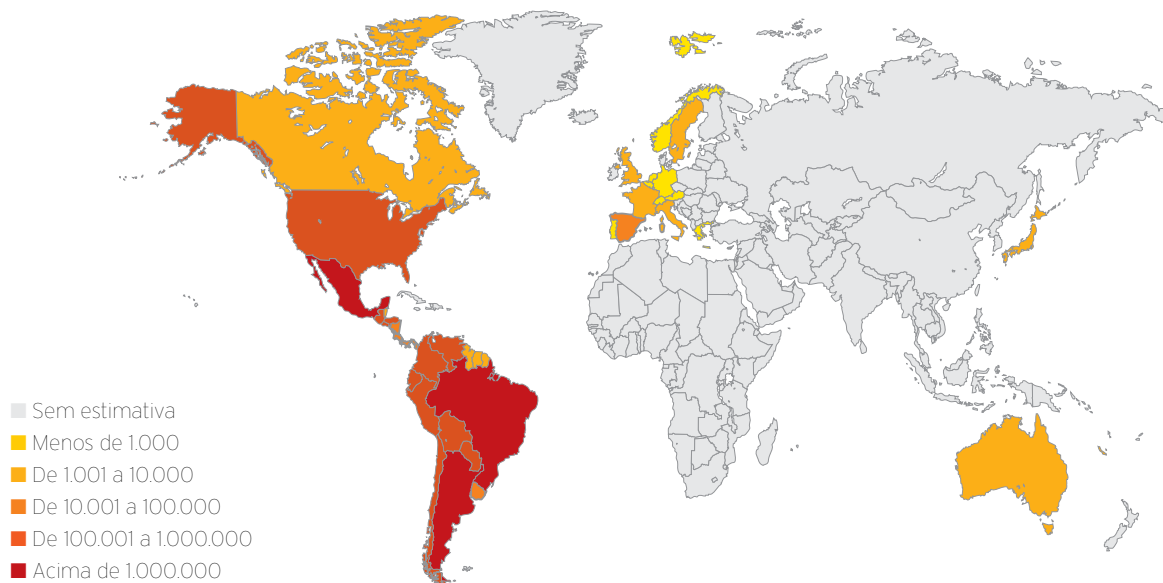 Sem estimativa
Menos de 1.000
De 1.001 a 10.000
De 10.001 a 100.000
De 100.001 a 1.000.000
Acima de 1.000.000